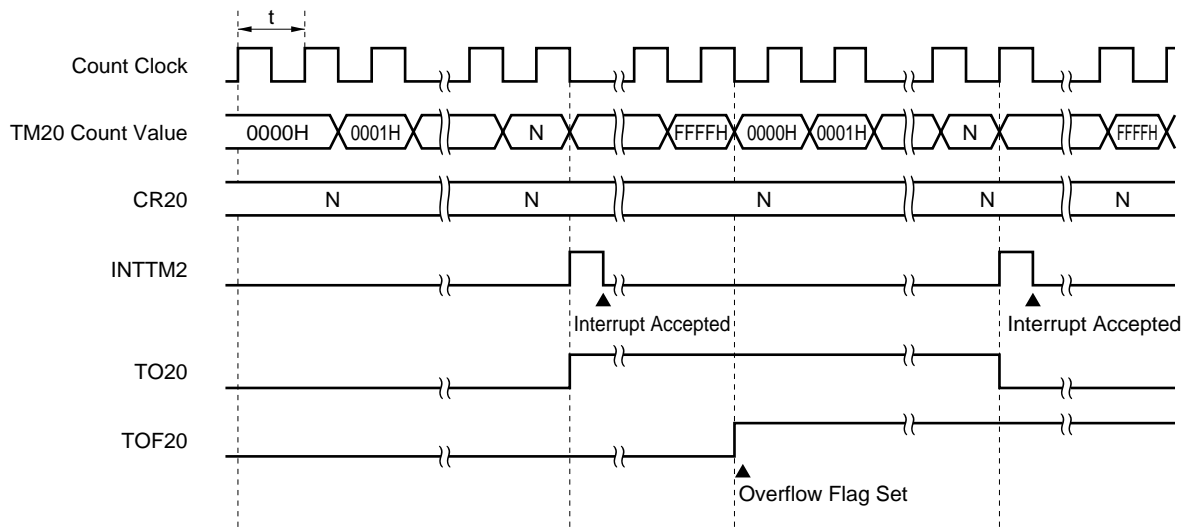 t
Count Clock
TM20 Count Value 0000H 0001H N FFFFH 0000H 0001H N FFFFH
CR20 N N N N N
INTTM2
Interrupt Accepted Interrupt Accepted
TO20
TOF20
Overflow Flag Set